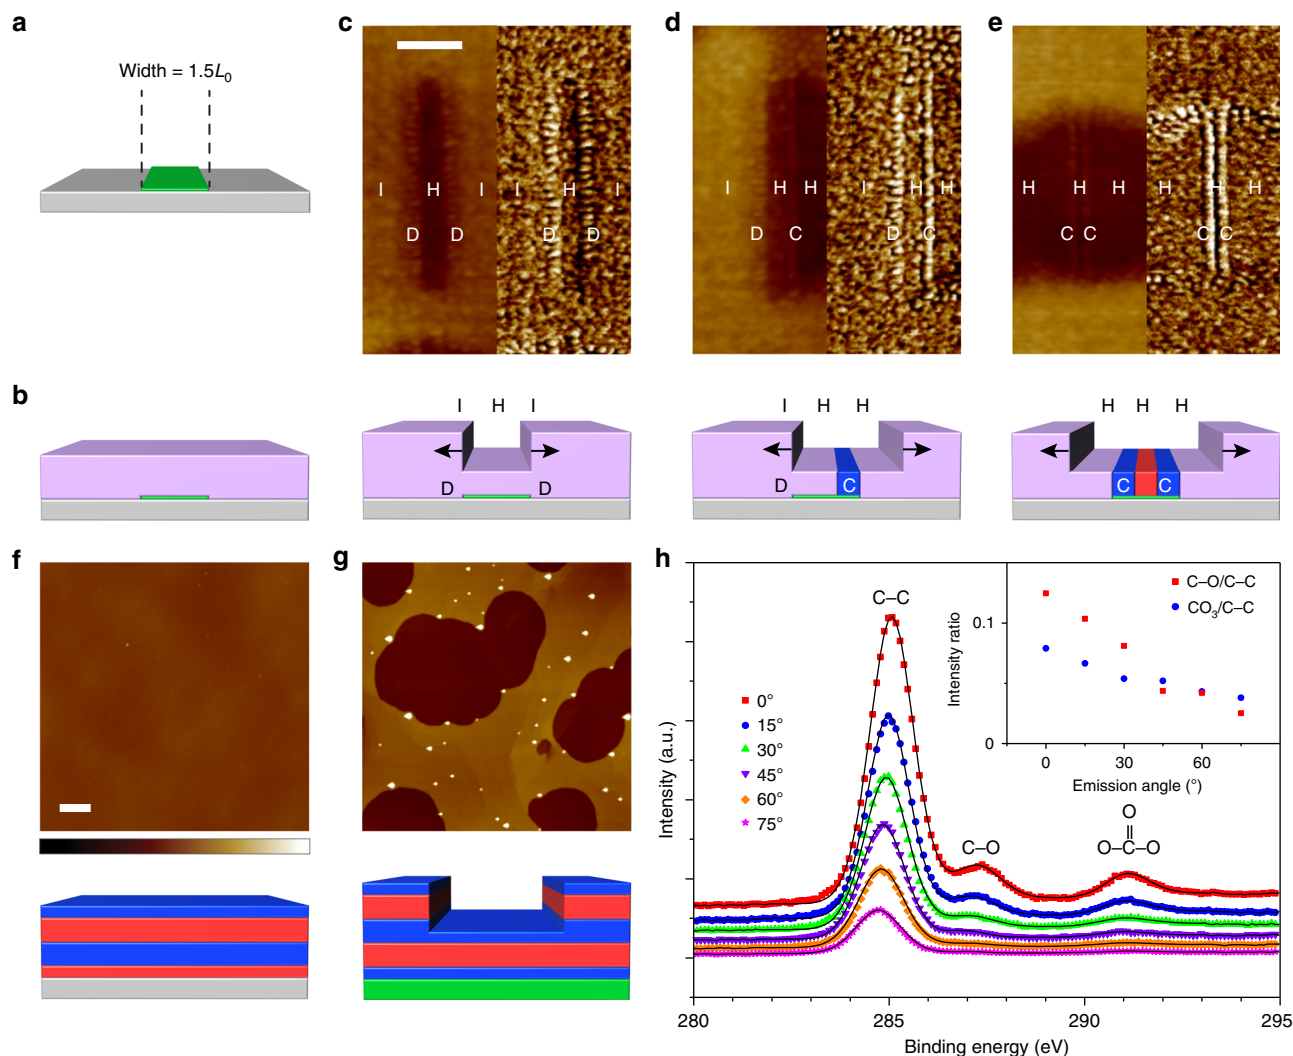 a
Width = 1.5L0
c
I H I I H I
D D D D
d
I H H I H H
D C D C
e
H H H H H H
C C C C
b
I H I
D D
I H H
D C
H H H
C C
f
g
h
C–C
C–O
O
O–C–O
0°
15°
30°
45°
60°
75°
C–O/C–C
CO3/C–C
Intensity ratio
0.1
0
0 30 60
Emission angle (°)
Intensity (a.u.)
280 285 290 295
Binding energy (eV)